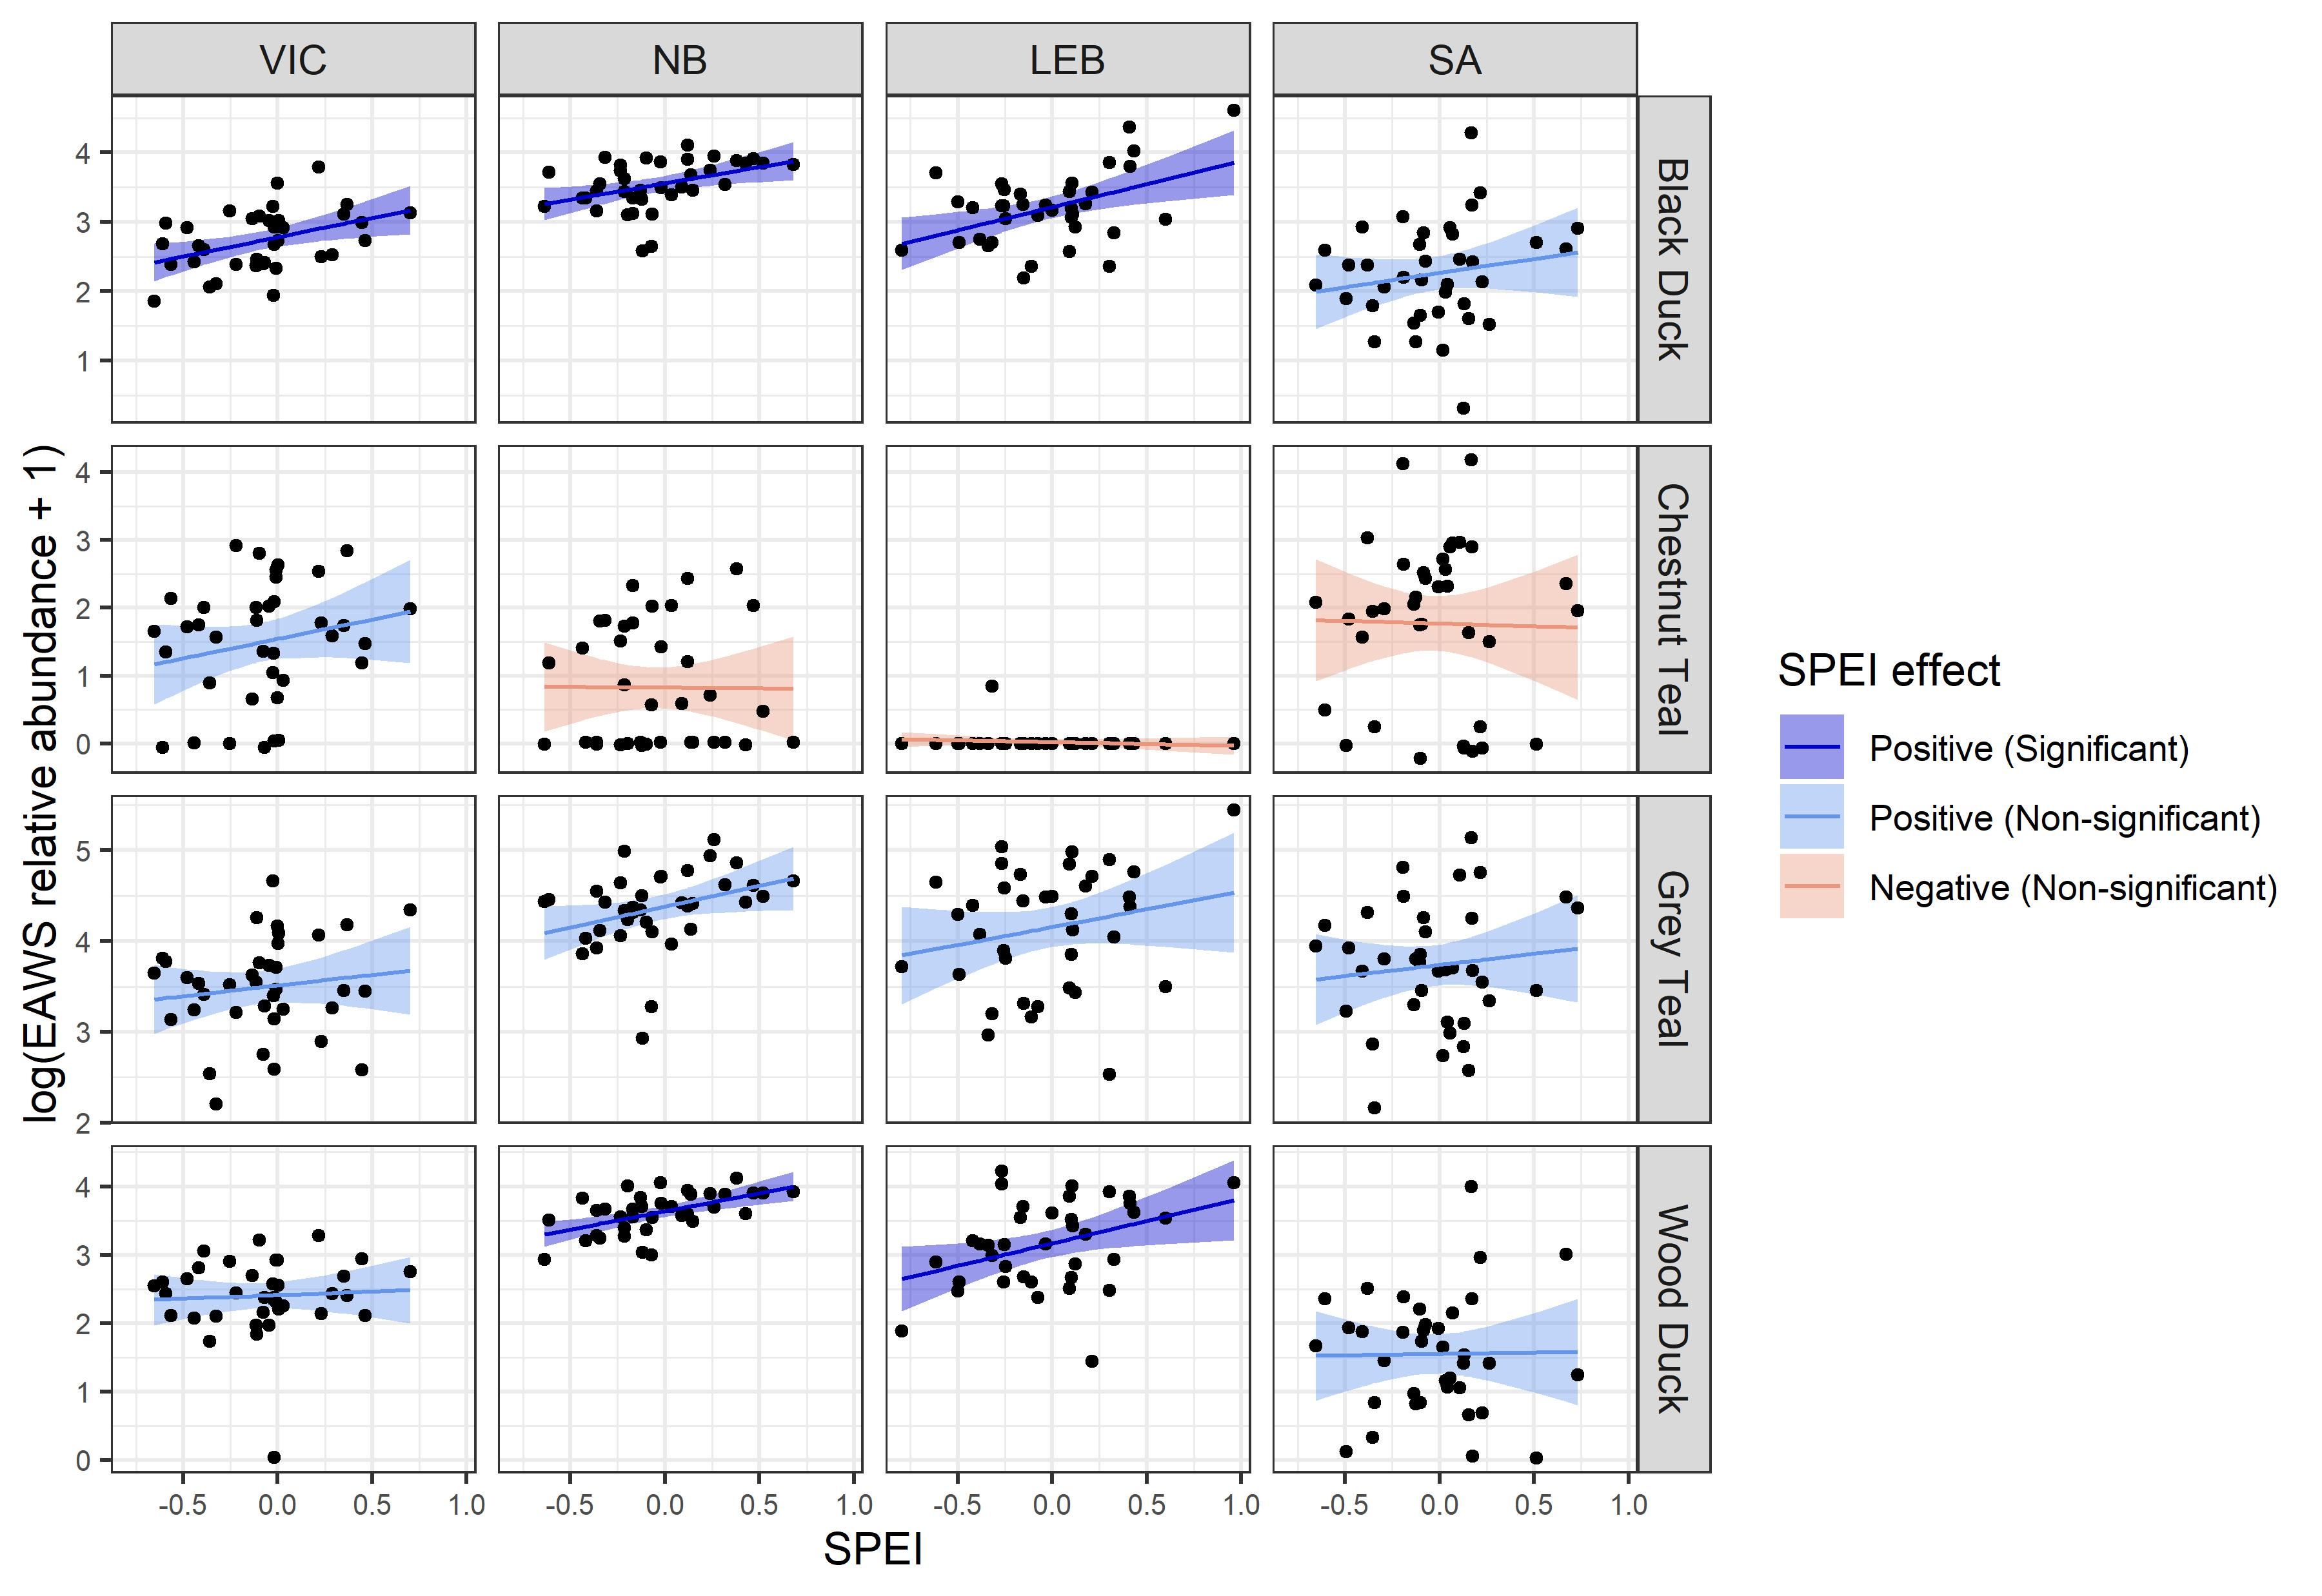 VIC NB LEB SA
4
3
2
1
Black Duck
4
3
2
1
0
Chestnut Teal
5
4
3
2
Grey Teal
4
3
2
1
0
Wood Duck
-0.5 0.0 0.5 1.0 -0.5 0.0 0.5 1.0 -0.5 0.0 0.5 1.0 -0.5 0.0 0.5 1.0
SPEI
log(EAWS relative abundance + 1)
SPEI effect
Positive (Significant)
Positive (Non-significant)
Negative (Non-significant)